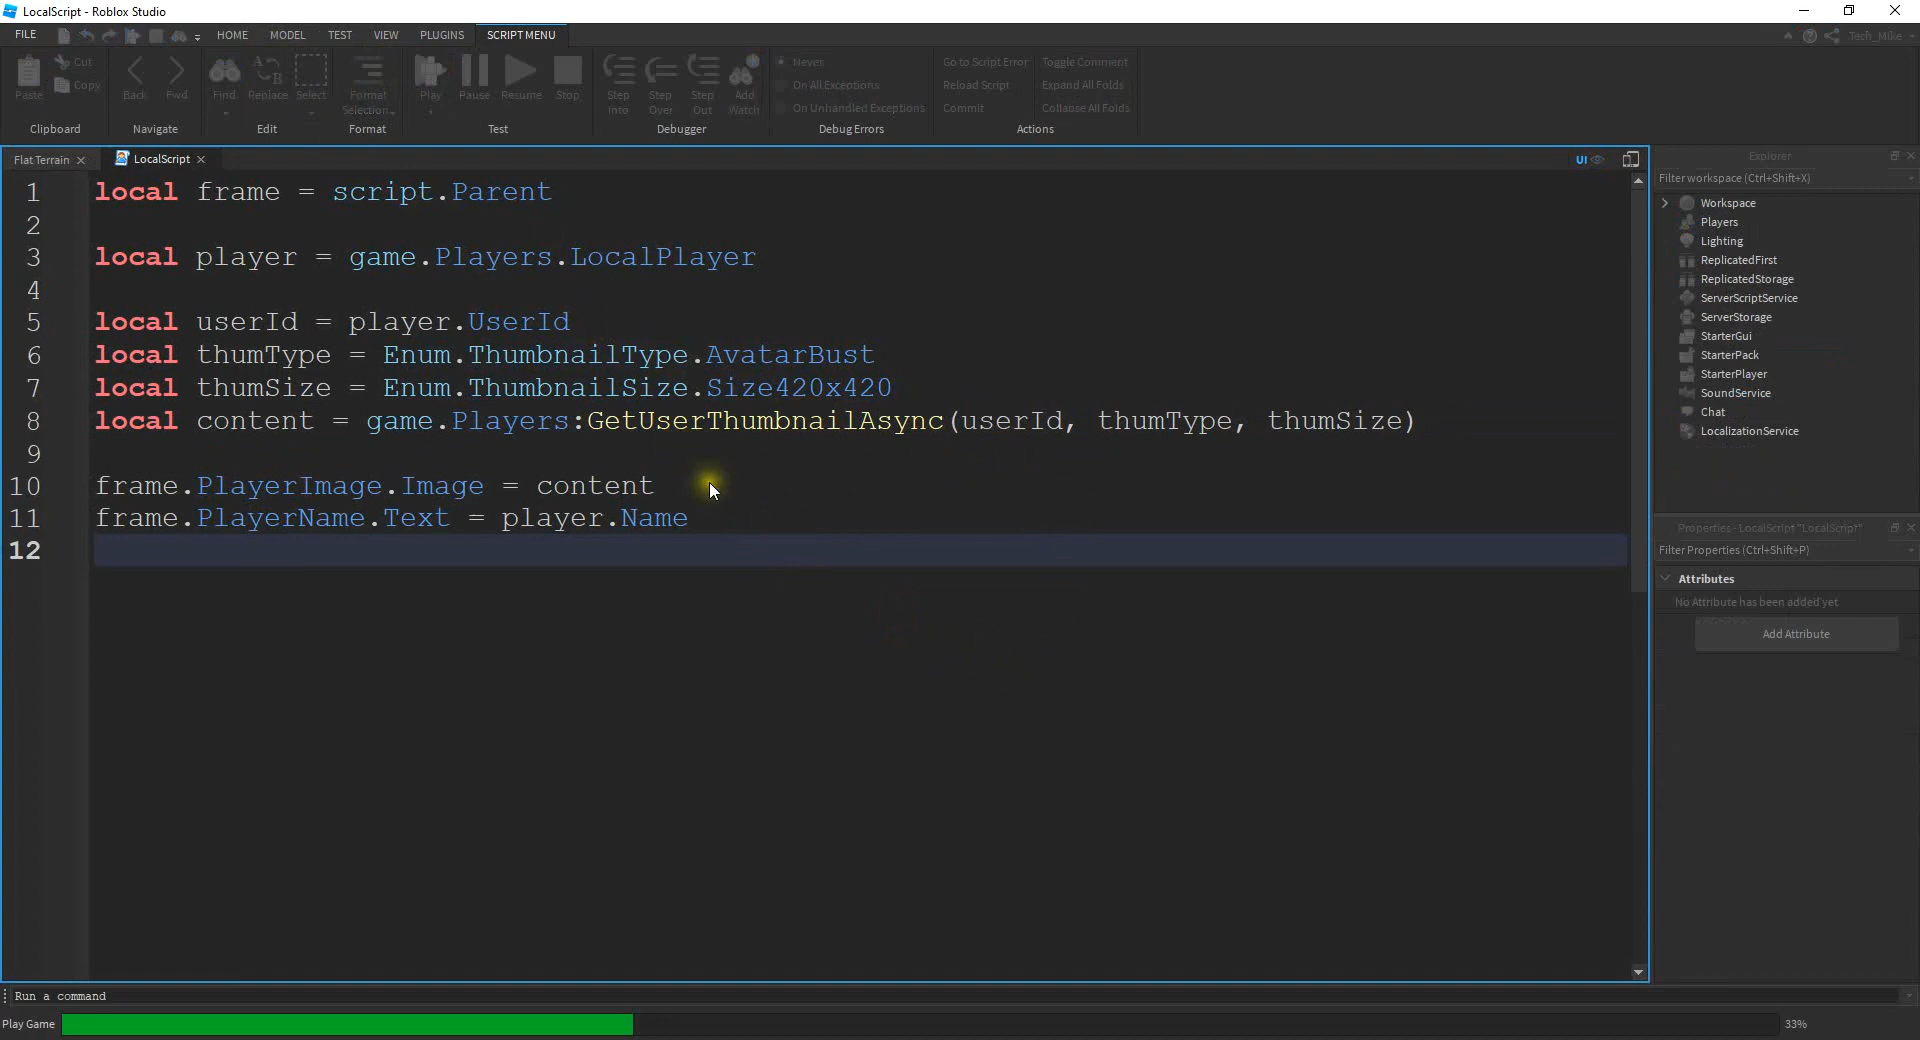 LocalScript - Roblox Studio
FILE HOME MODEL TEST VIEW PLUGINS SCRIPT MENU Tech_Mike
Paste Cut Copy Back Fwd Find Replace Select Format Selection Play Pause Resume Stop Step Into Step Over Step Out Add Watch
Never
On All Exceptions
On Unhandled Exceptions
Go to Script Error
Reload Script
Commit
Toggle Comment
Expand All Folds
Collapse All Folds
Clipboard Navigate Edit Format Test Debugger Debug Errors Actions
Flat Terrain LocalScript UI
1 local frame = script.Parent
2
3 local player = game.Players.LocalPlayer
4
5 local userId = player.UserId
6 local thumType = Enum.ThumbnailType.AvatarBust
7 local thumSize = Enum.ThumbnailSize.Size420x420
8 local content = game.Players:GetUserThumbnailAsync(userId, thumType, thumSize)
9
10 frame.PlayerImage.Image = content
11 frame.PlayerName.Text = player.Name
12
Explorer
Filter workspace (Ctrl+Shift+X)
Workspace
Players
Lighting
ReplicatedFirst
ReplicatedStorage
ServerScriptService
ServerStorage
StarterGui
StarterPack
StarterPlayer
SoundService
Chat
LocalizationService
Properties - LocalScript "LocalScript"
Filter Properties (Ctrl+Shift+P)
Attributes
No Attribute has been added yet
Add Attribute
Run a command
Play Game 33%